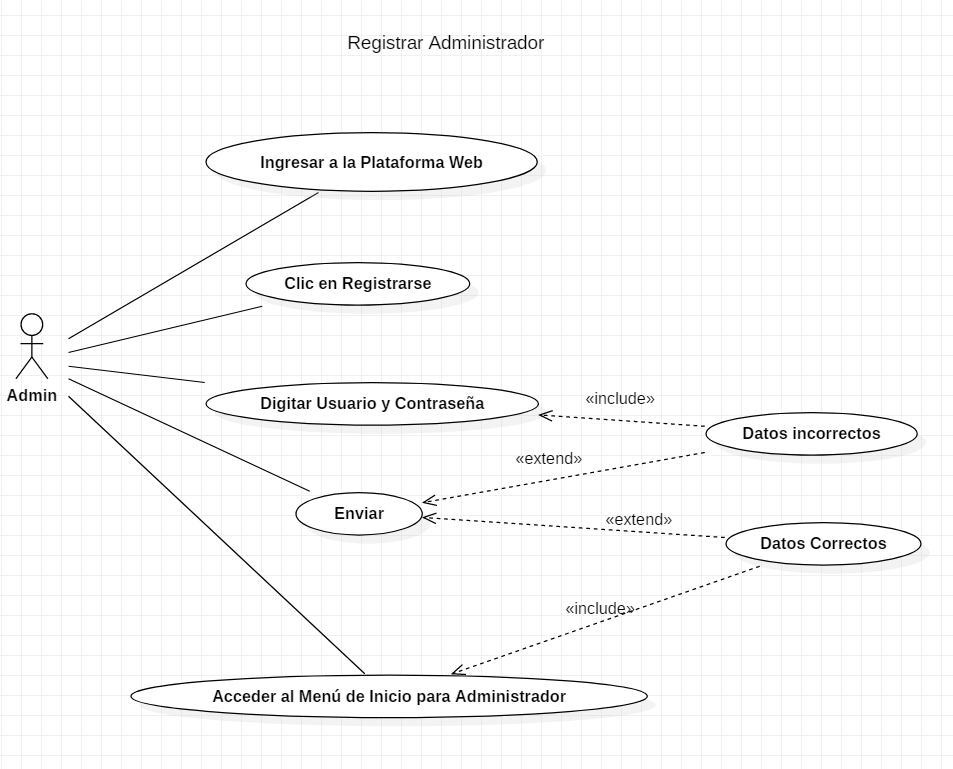 Registrar Administrador
Ingresar a la Plataforma Web
Clic en Registrarse
Admin
Digitar Usuario y Contraseña
«include»
Datos incorrectos
«extend»
Enviar
«extend»
Datos Correctos
«include»
Acceder al Menú de Inicio para Administrador